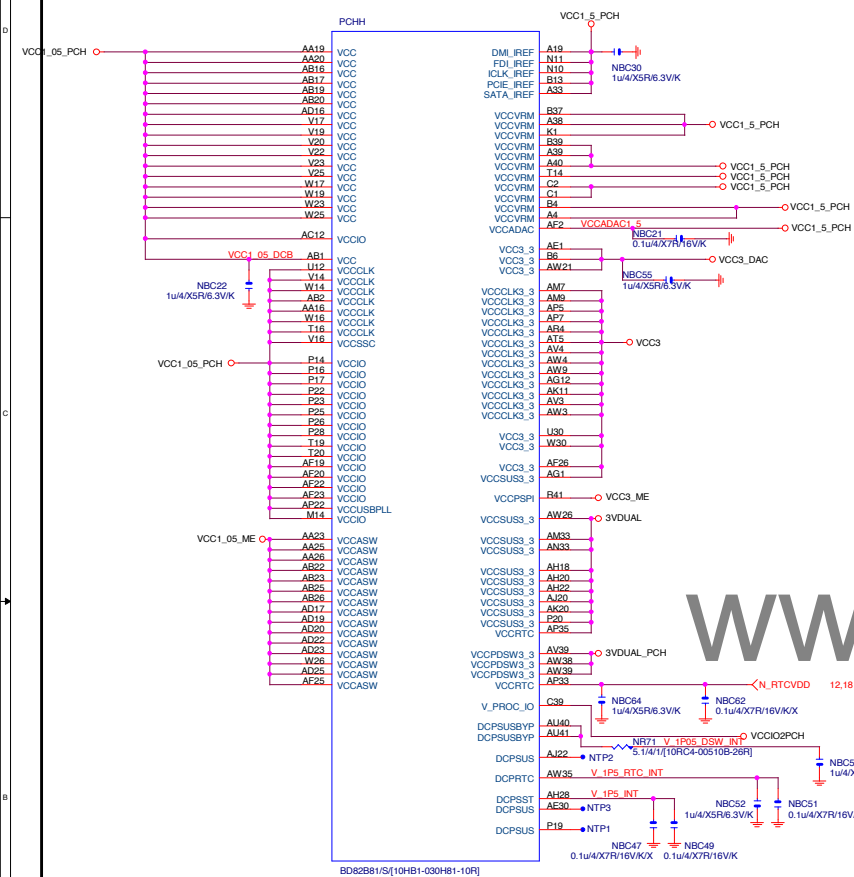 D
C
B
PCHH
VCC1_5_PCH
VCC1_05_PCH
AA19 VCC
AA20 VCC
AB16 VCC
AB17 VCC
AB19 VCC
AB20 VCC
AD16 VCC
V17 VCC
V19 VCC
V20 VCC
V22 VCC
V23 VCC
V25 VCC
W17 VCC
W19 VCC
W23 VCC
W25 VCC
AC12 VCCIO
VCC1_05_DCB
AB1 VCC
NBC22
1u/4/X5R/6.3V/K
U12 VCCCLK
V14 VCCCLK
W14 VCCCLK
AB2 VCCCLK
AA16 VCCCLK
W16 VCCCLK
T16 VCCCLK
V16 VCCSSC
VCC1_05_PCH
P14 VCCIO
P16 VCCIO
P17 VCCIO
P22 VCCIO
P23 VCCIO
P25 VCCIO
P26 VCCIO
P28 VCCIO
T19 VCCIO
T20 VCCIO
AF19 VCCIO
AF20 VCCIO
AF22 VCCIO
AF23 VCCIO
AP22 VCCUSBPLL
M14 VCCIO
VCC1_05_ME
AA23 VCCASW
AA25 VCCASW
AA26 VCCASW
AB22 VCCASW
AB23 VCCASW
AB25 VCCASW
AB26 VCCASW
AD17 VCCASW
AD19 VCCASW
AD20 VCCASW
AD22 VCCASW
AD23 VCCASW
W26 VCCASW
AD25 VCCASW
AF25 VCCASW
DMI_IREF A19
FDI_IREF N11
ICLK_IREF N10
PCIE_IREF B13
SATA_IREF A33
NBC30
1u/4/X5R/6.3V/K
VCCVRM B37
VCCVRM A38 VCC1_5_PCH
VCCVRM K1
VCCVRM B39
VCCVRM A39
VCCVRM A40 VCC1_5_PCH
VCCVRM T14 VCC1_5_PCH
VCCVRM C2 VCC1_5_PCH
VCCVRM C1
VCCVRM B4 VCC1_5_PCH
VCCVRM A4
VCCADAC AF2 VCCADAC1_5 VCC1_5_PCH
NBC21
0.1u/4/X7R/16V/K
VCC3_3 AE1
VCC3_3 B6 VCC3_DAC
VCC3_3 AW21
NBC55
1u/4/X5R/6.3V/K
VCCCLK3_3 AM7
VCCCLK3_3 AM9
VCCCLK3_3 AP5
VCCCLK3_3 AP7
VCCCLK3_3 AR4
VCCCLK3_3 AT5 VCC3
VCCCLK3_3 AV4
VCCCLK3_3 AW4
VCCCLK3_3 AW9
VCCCLK3_3 AG12
VCCCLK3_3 AK11
VCCCLK3_3 AV3
VCCCLK3_3 AW3
VCC3_3 U30
VCC3_3 W30
VCC3_3 AF26
VCCSUS3_3 AG1
VCCPSPI R41 VCC3_ME
VCCSUS3_3 AW26 3VDUAL
VCCSUS3_3 AM33
VCCSUS3_3 AN33
VCCSUS3_3 AH18
VCCSUS3_3 AH20
VCCSUS3_3 AH22
VCCSUS3_3 AJ20
VCCSUS3_3 AK20
VCCSUS3_3 P20
VCCRTC AP35
VCCPDSW3_3 AV39 3VDUAL_PCH
VCCPDSW3_3 AW38
VCCPDSW3_3 AW39
VCCRTC AP33 N_RTCVDD 12,18
NBC64
1u/4/X5R/6.3V/K
NBC62
0.1u/4/X7R/16V/K/X
V_PROC_IO C39 VCCIO2PCH
DCPSUSBYP AU40
DCPSUSBYP AU41
NR71 V_1P05_DSW_INT
5.1/4/1/[10RC4-00510B-26R]
NBC5
1u/4/X
DCPSUS AJ22 NTP2
DCPRTC AW35 V_1P5_RTC_INT
NBC52
1u/4/X5R/6.3V/K
NBC51
0.1u/4/X7R/16V/
DCPSST AH28 V_1P5_INT
DCPSUS AE30 NTP3
DCPSUS P19 NTP1
NBC47
0.1u/4/X7R/16V/K/X
NBC49
0.1u/4/X7R/16V/K
BD82B81/S/[10HB1-030H81-10R]
ww